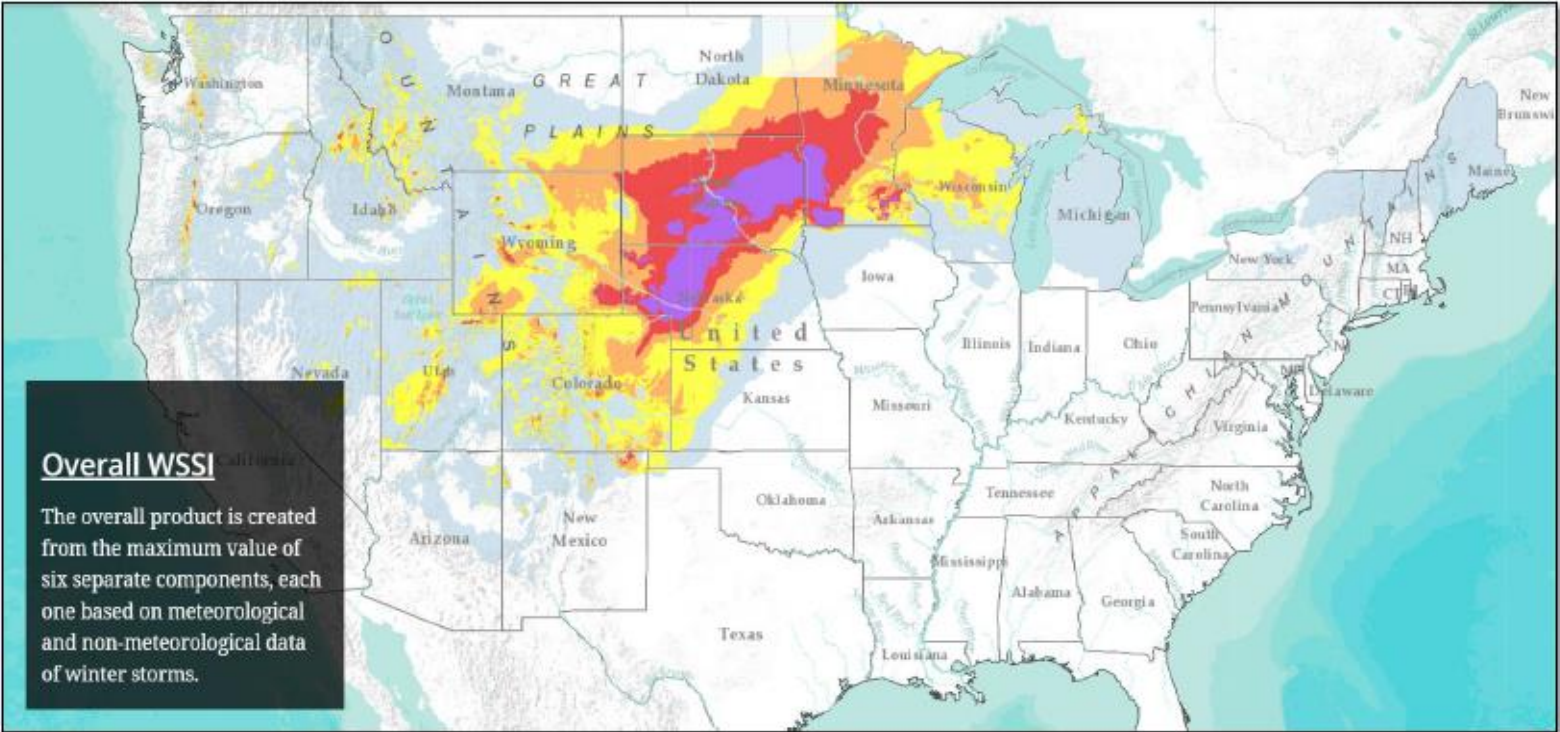 Washington
Montana
North
Dakota
Minnesota
GREAT
PLAINS
Oregon
Idaho
Wyoming
Wisconsin
Michigan
Maine
New
NH
MA
New York
Iowa
Nebraska
Pennsylvania
United
States
Illinois
Indiana
Ohio
Nevada
Utah
Colorado
Kansas
Missouri
Kentucky
Delaware
Virginia
APPALACHIAN MOUNTAINS
California
Arizona
New
Mexico
Oklahoma
Arkansas
Tennessee
North
Carolina
South
Carolina
Mississippi
Alabama
Georgia
Texas
Louisiana
Overall WSSI
The overall product is created
from the maximum value of
six separate components, each
one based on meteorological
and non-meteorological data
of winter storms.